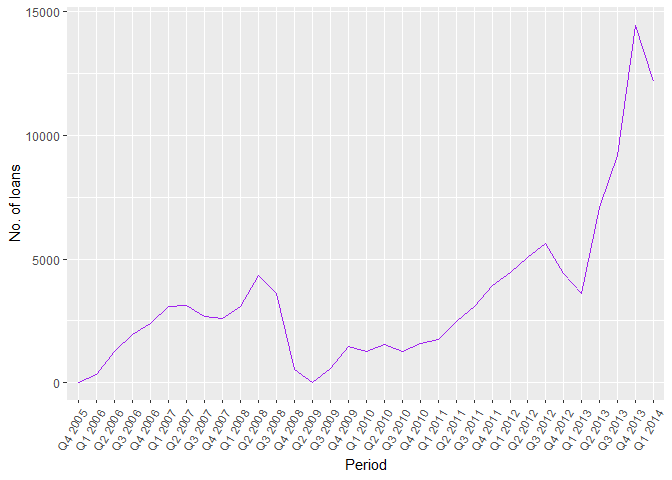 15000
10000
5000
0
No. of loans
Q4 2005
Q1 2006
Q2 2006
Q3 2006
Q4 2006
Q1 2007
Q2 2007
Q3 2007
Q4 2007
Q1 2008
Q2 2008
Q3 2008
Q4 2008
Q2 2009
Q3 2009
Q4 2009
Q1 2010
Q2 2010
Q3 2010
Q4 2010
Q1 2011
Q2 2011
Q3 2011
Q4 2011
Q1 2012
Q2 2012
Q3 2012
Q4 2012
Q1 2013
Q2 2013
Q3 2013
Q4 2013
Q1 2014
Period